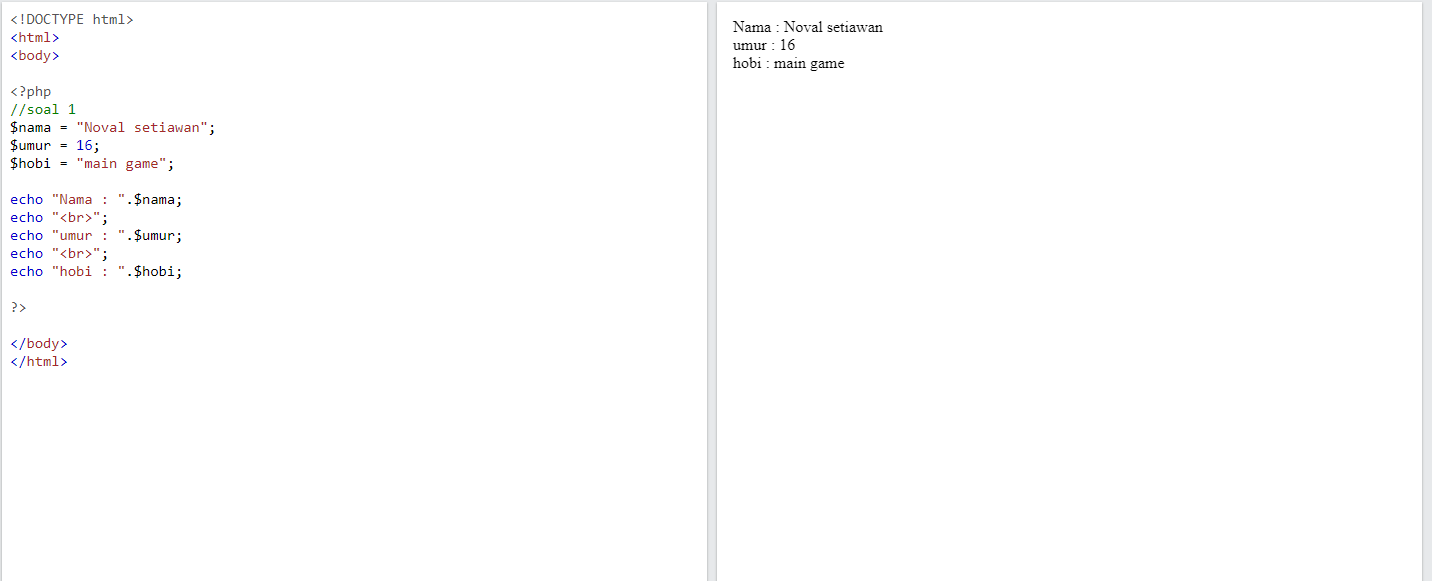 <!DOCTYPE html>
<html>
<body>
<?php
//soal 1
$nama = "Noval setiawan";
$umur = 16;
$hobi = "main game";
echo "Nama : ".$nama;
echo "<br>";
echo "umur : ".$umur;
echo "<br>";
echo "hobi : ".$hobi;
?>
</body>
</html>
Nama : Noval setiawan
umur : 16
hobi : main game